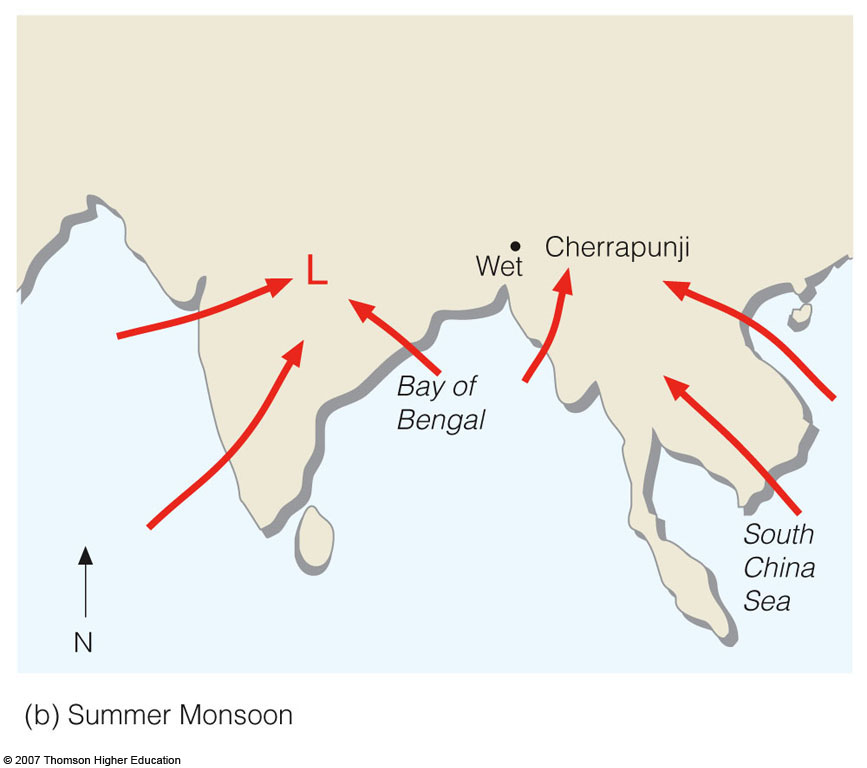 L
Wet
Cherrapunji
Bay of
Bengal
South
China
Sea
N
(b) Summer Monsoon
© 2007 Thomson Higher Education